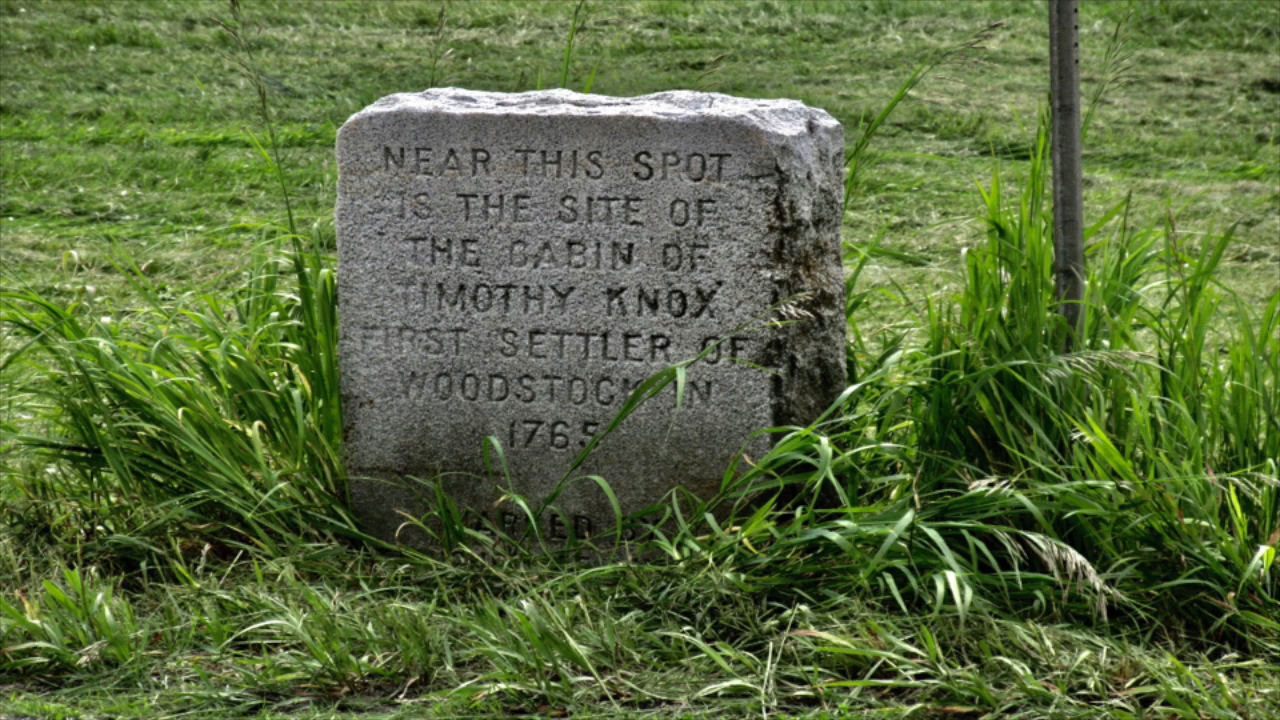 NEAR THIS SPOT
IS THE SITE OF
THE CABIN OF
TIMOTHY KNOX
FIRST SETTLER OF
WOODSTOCK IN
1765